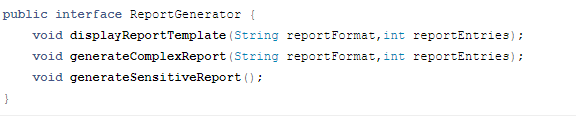 public interface ReportGenerator {
    void displayReportTemplate(String reportFormat,int reportEntries);
    void generateComplexReport(String reportFormat,int reportEntries);
    void generateSensitiveReport();
}